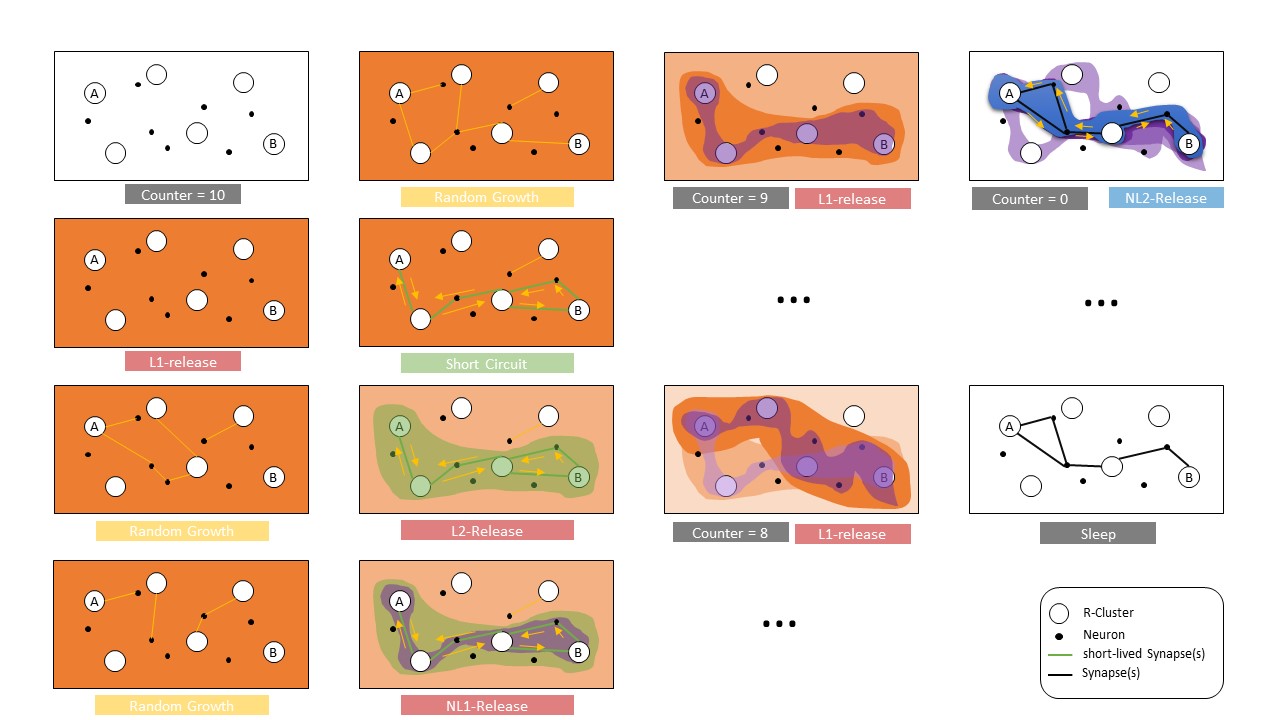 A
B
Counter = 10
A
B
L1-release
A
B
Random Growth
A
B
Random Growth
A
B
Random Growth
A
B
Short Circuit
A
B
L2-Release
A
B
NL1-Release
A
B
Counter = 9
L1-release
...
A
B
Counter = 8
L1-release
...
A
B
Counter = 0
NL2-Release
...
A
B
Sleep
R-Cluster
Neuron
short-lived Synapse(s)
Synapse(s)